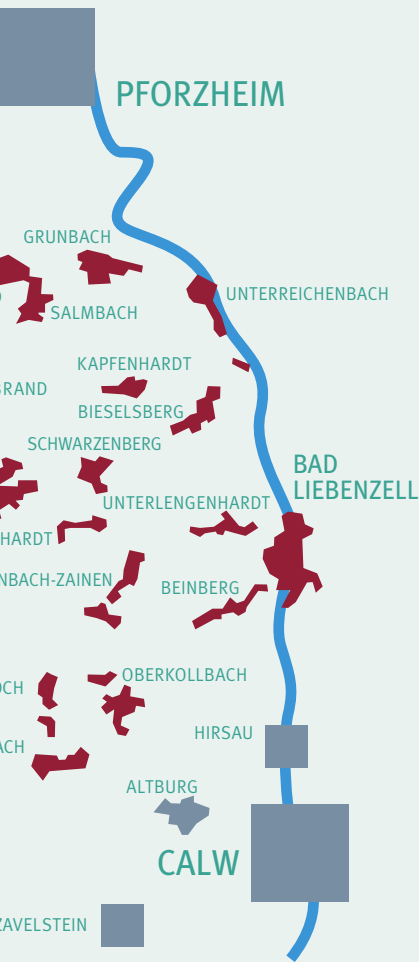 PFORZHEIM
GRUNBACH
UNTERREICHENBACH
SALMBACH
KAPFENHARDT
BRAND
BIESELSBERG
SCHWARZENBERG
BAD
LIEBENZELL
UNTERLENGENHARDT
HARDT
NBACH-ZAINEN
BEINBERG
OBERKOLLBACH
OCH
HIRSAU
ACH
ALTBURG
CALW
ZAVELSTEIN